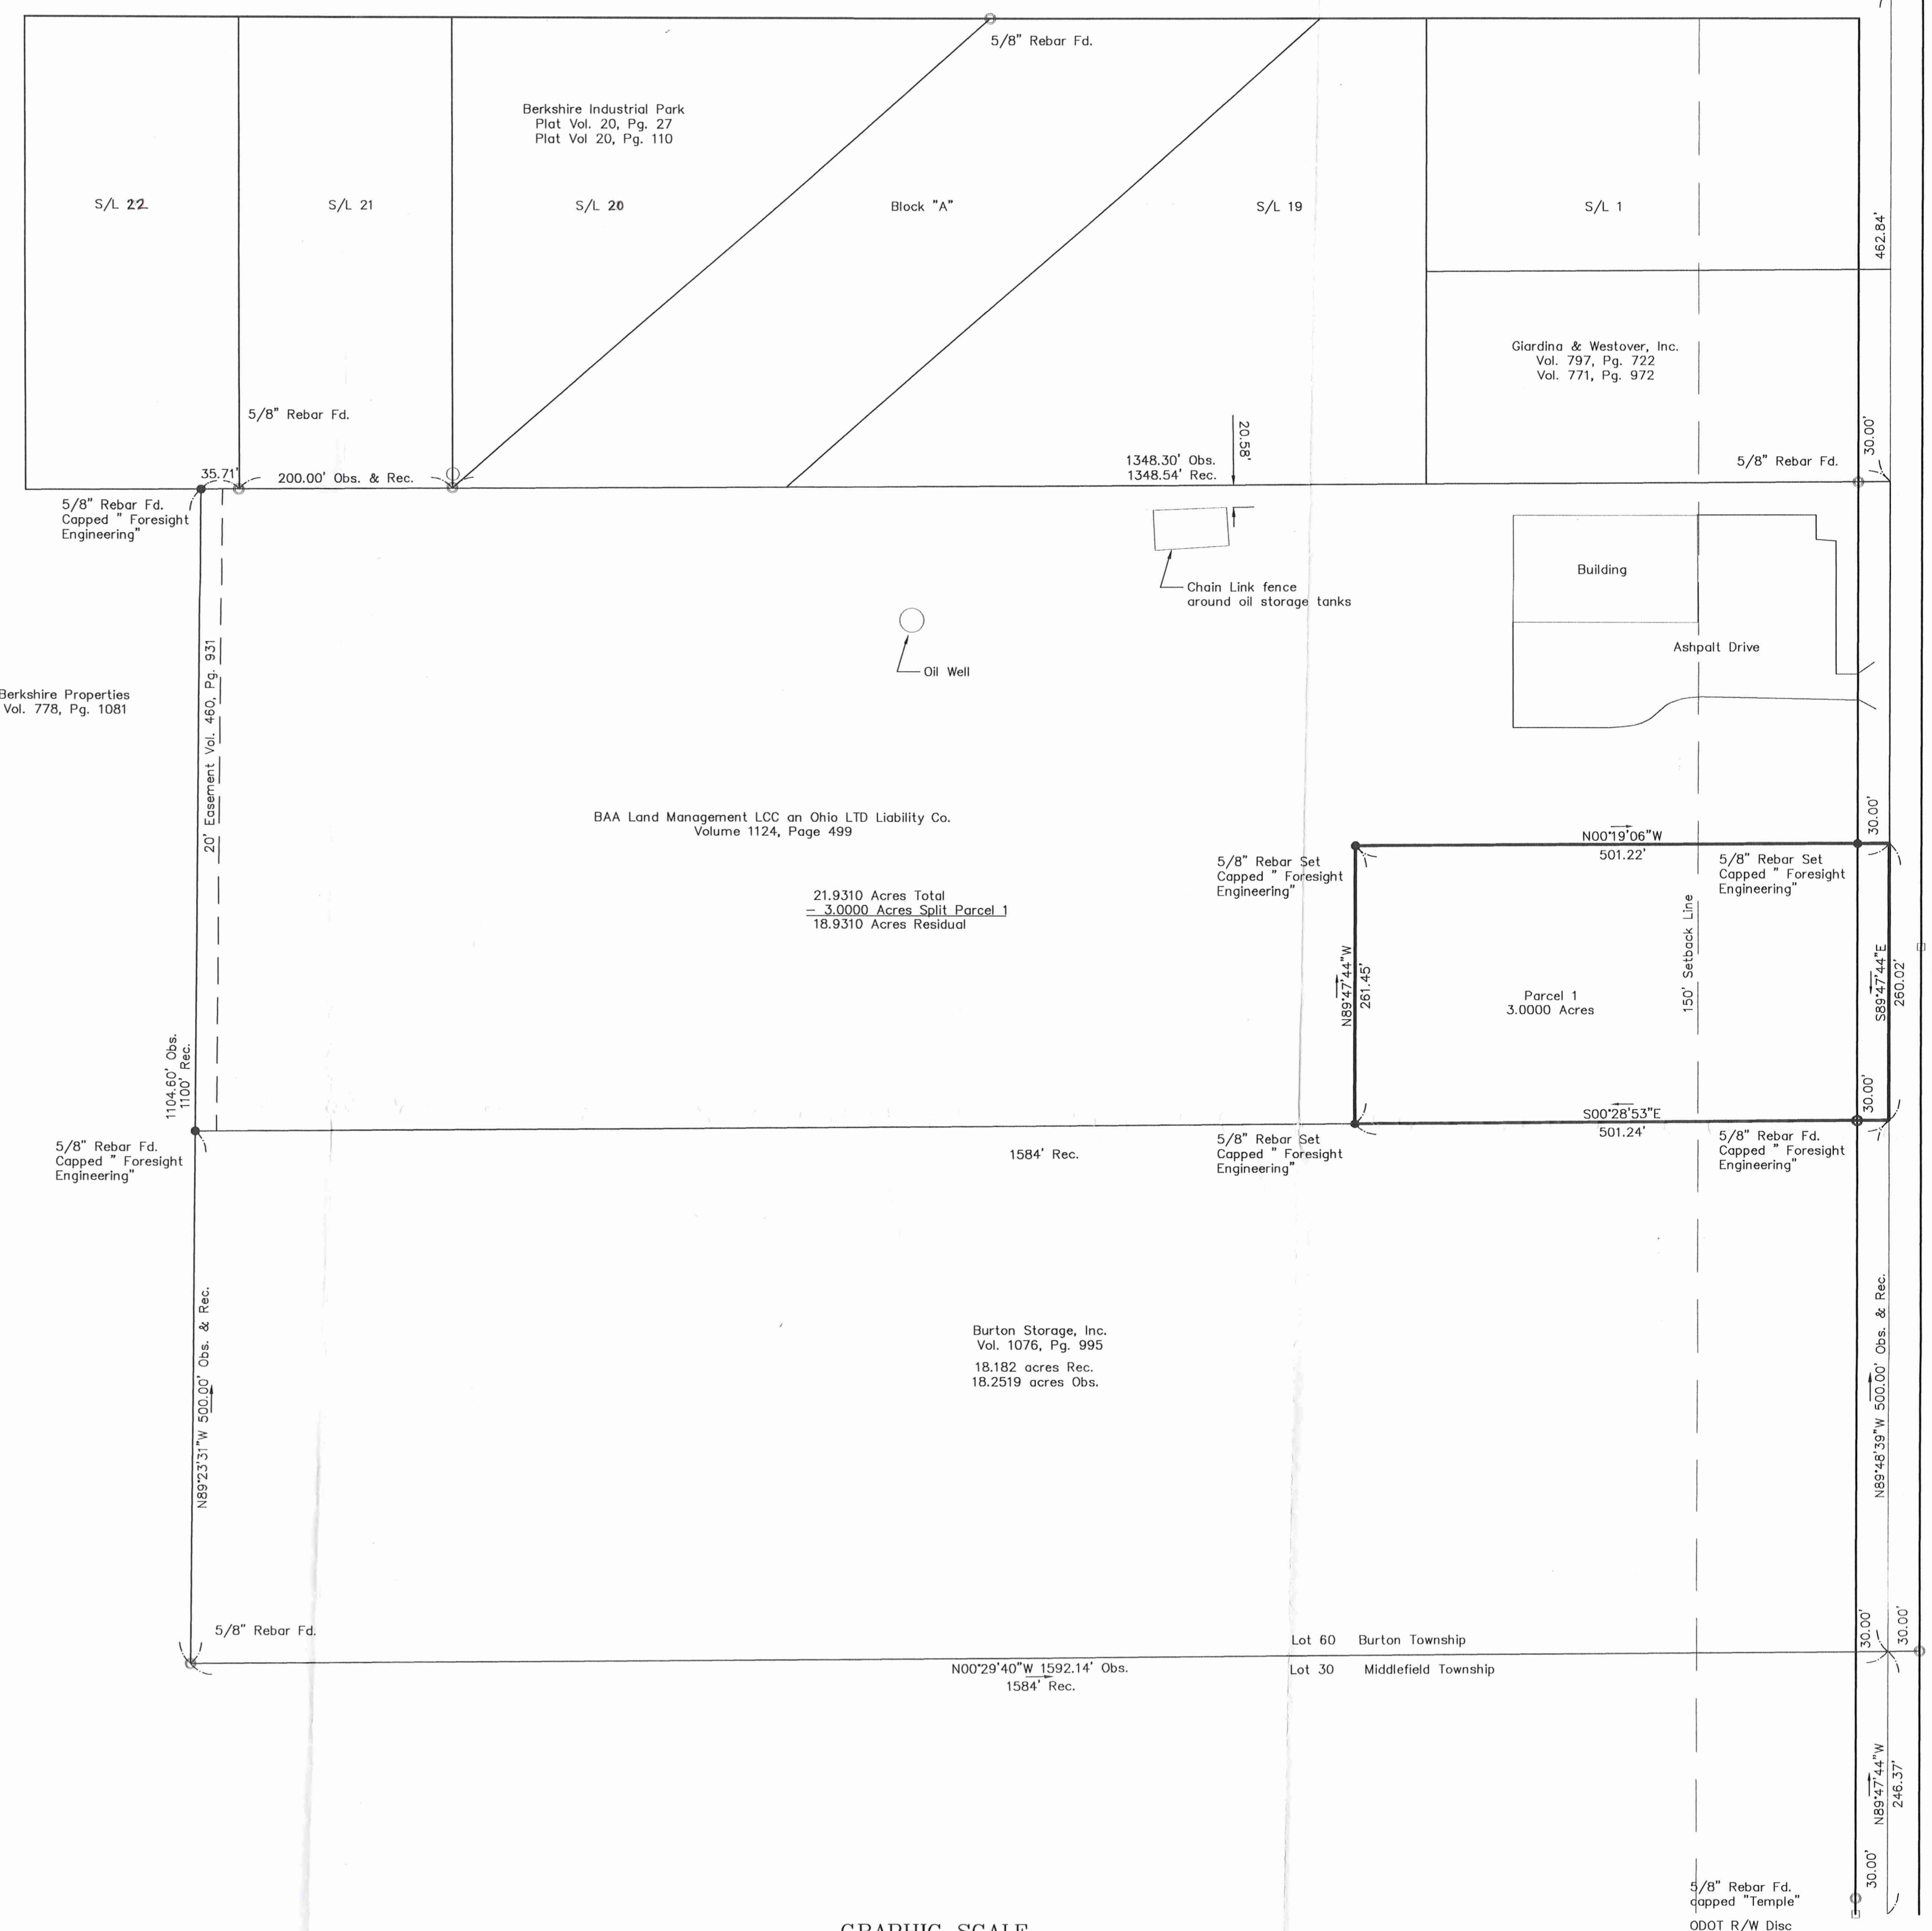 5/8" Rebar Fd.
Berkshire Industrial Park
Plat Vol. 20, Pg. 27
Plat Vol 20, Pg. 110
S/L 22
S/L 21
S/L 20
Block "A"
S/L 19
S/L 1
462.84'
Giardina & Westover, Inc.
Vol. 797, Pg. 722
Vol. 771, Pg. 972
5/8" Rebar Fd.
20.58'
30.00'
35.71'
200.00' Obs. & Rec.
1348.30' Obs.
1348.54' Rec.
5/8" Rebar Fd.
5/8" Rebar Fd.
Capped " Foresight
Engineering"
Building
Chain Link fence
around oil storage tanks
Ashpalt Drive
Oil Well
20' Easement Vol. 460, Pg. 931
Berkshire Properties
Vol. 778, Pg. 1081
BAA Land Management LCC an Ohio LTD Liability Co.
Volume 1124, Page 499
30.00'
N00°19'06"W
501.22'
5/8" Rebar Set
Capped " Foresight
Engineering"
5/8" Rebar Set
Capped " Foresight
Engineering"
21.9310 Acres Total
- 3.0000 Acres Split Parcel 1
18.9310 Acres Residual
150' Setback Line
N89°47'44"W
261.45'
S89°47'44"E
260.02'
Parcel 1
3.0000 Acres
1104.60' Obs.
1100' Rec.
30.00'
S00°28'53"E
501.24'
5/8" Rebar Fd.
Capped " Foresight
Engineering"
1584' Rec.
5/8" Rebar Set
Capped " Foresight
Engineering"
5/8" Rebar Fd.
Capped " Foresight
Engineering"
N89°23'31"W 500.00' Obs. & Rec.
Burton Storage, Inc.
Vol. 1076, Pg. 995
18.182 acres Rec.
18.2519 acres Obs.
N89°48'39"W 500.00' Obs. & Rec.
5/8" Rebar Fd.
Lot 60 Burton Township
30.00'
30.00'
N00°29'40"W 1592.14' Obs.
1584' Rec.
Lot 30 Middlefield Township
N89°47'44"W
246.37'
30.00'
5/8" Rebar Fd.
capped "Temple"
ODOT R/W Disc
GRAPHIC SCALE